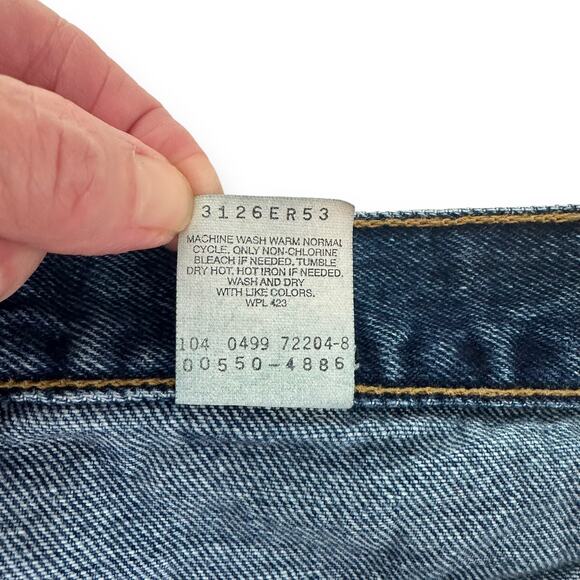 3126ER53
MACHINE WASH WARM NORMAL
CYCLE. ONLY NON-CHLORINE
BLEACH IF NEEDED. TUMBLE
DRY HOT. HOT IRON IF NEEDED.
WASH AND DRY
WITH LIKE COLORS.
WPL 423
104 0499 72204-8
00550-4886